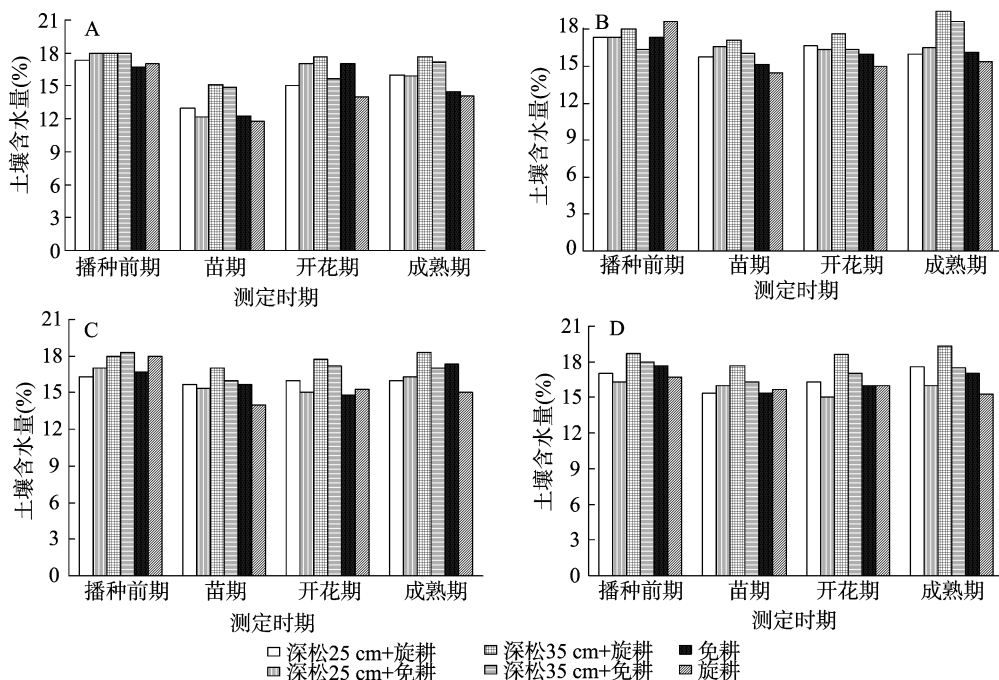 A
土壤含水量(%)
21
18
15
12
9
6
3
0
播种前期 苗期 开花期 成熟期
测定时期
B
土壤含水量(%)
18
15
12
9
6
3
0
播种前期 苗期 开花期 成熟期
测定时期
C
土壤含水量(%)
21
18
15
12
9
6
3
0
播种前期 苗期 开花期 成熟期
测定时期
D
土壤含水量(%)
21
18
15
12
9
6
3
0
播种前期 苗期 开花期 成熟期
测定时期
深松25 cm+旋耕 深松35 cm+旋耕 免耕
深松25 cm+免耕 深松35 cm+免耕 旋耕